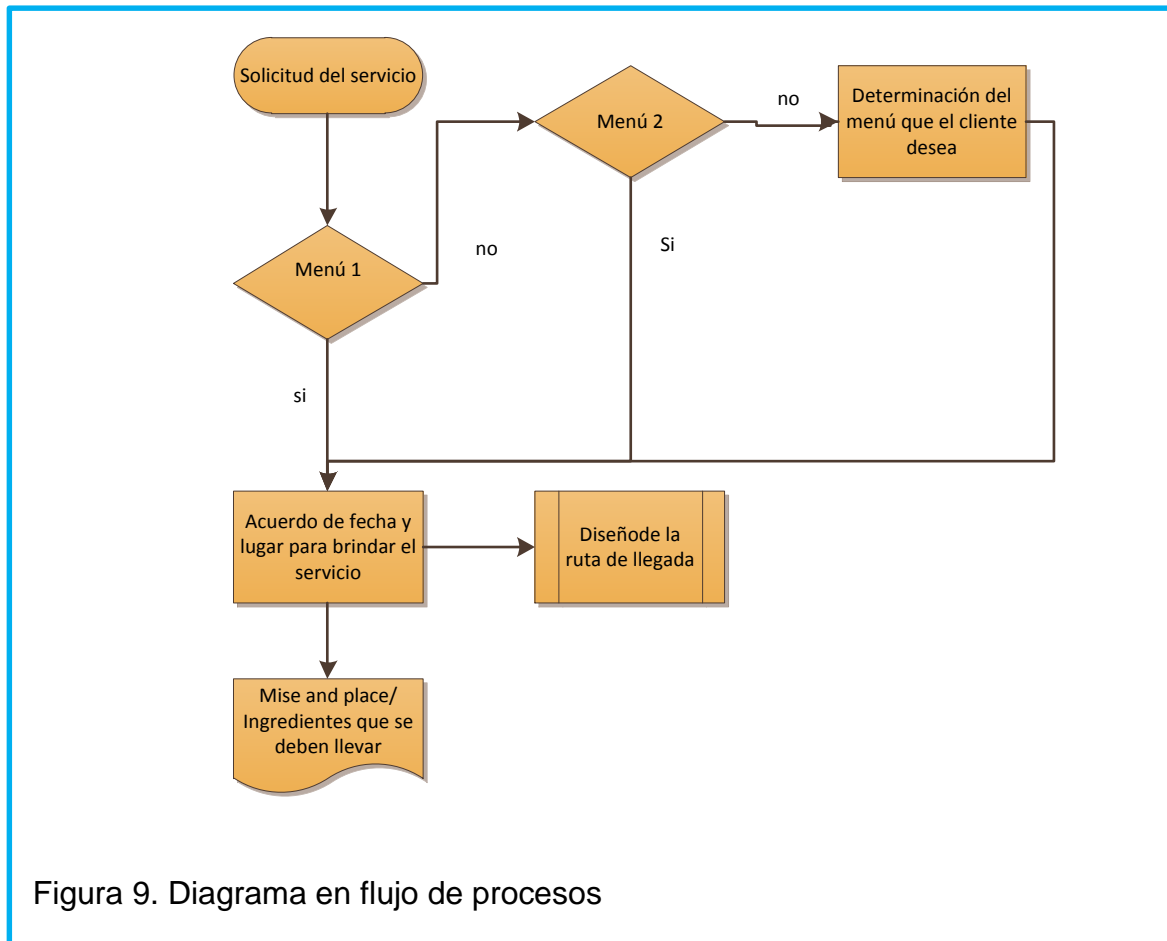 Solicitud del servicio
Menú 1
no
si
Menú 2
no
Si
Determinación del
menú que el cliente
desea
Acuerdo de fecha y
lugar para brindar el
servicio
Diseñode la
ruta de llegada
Mise and place/
Ingredientes que se
deben llevar
Figura 9. Diagrama en flujo de procesos